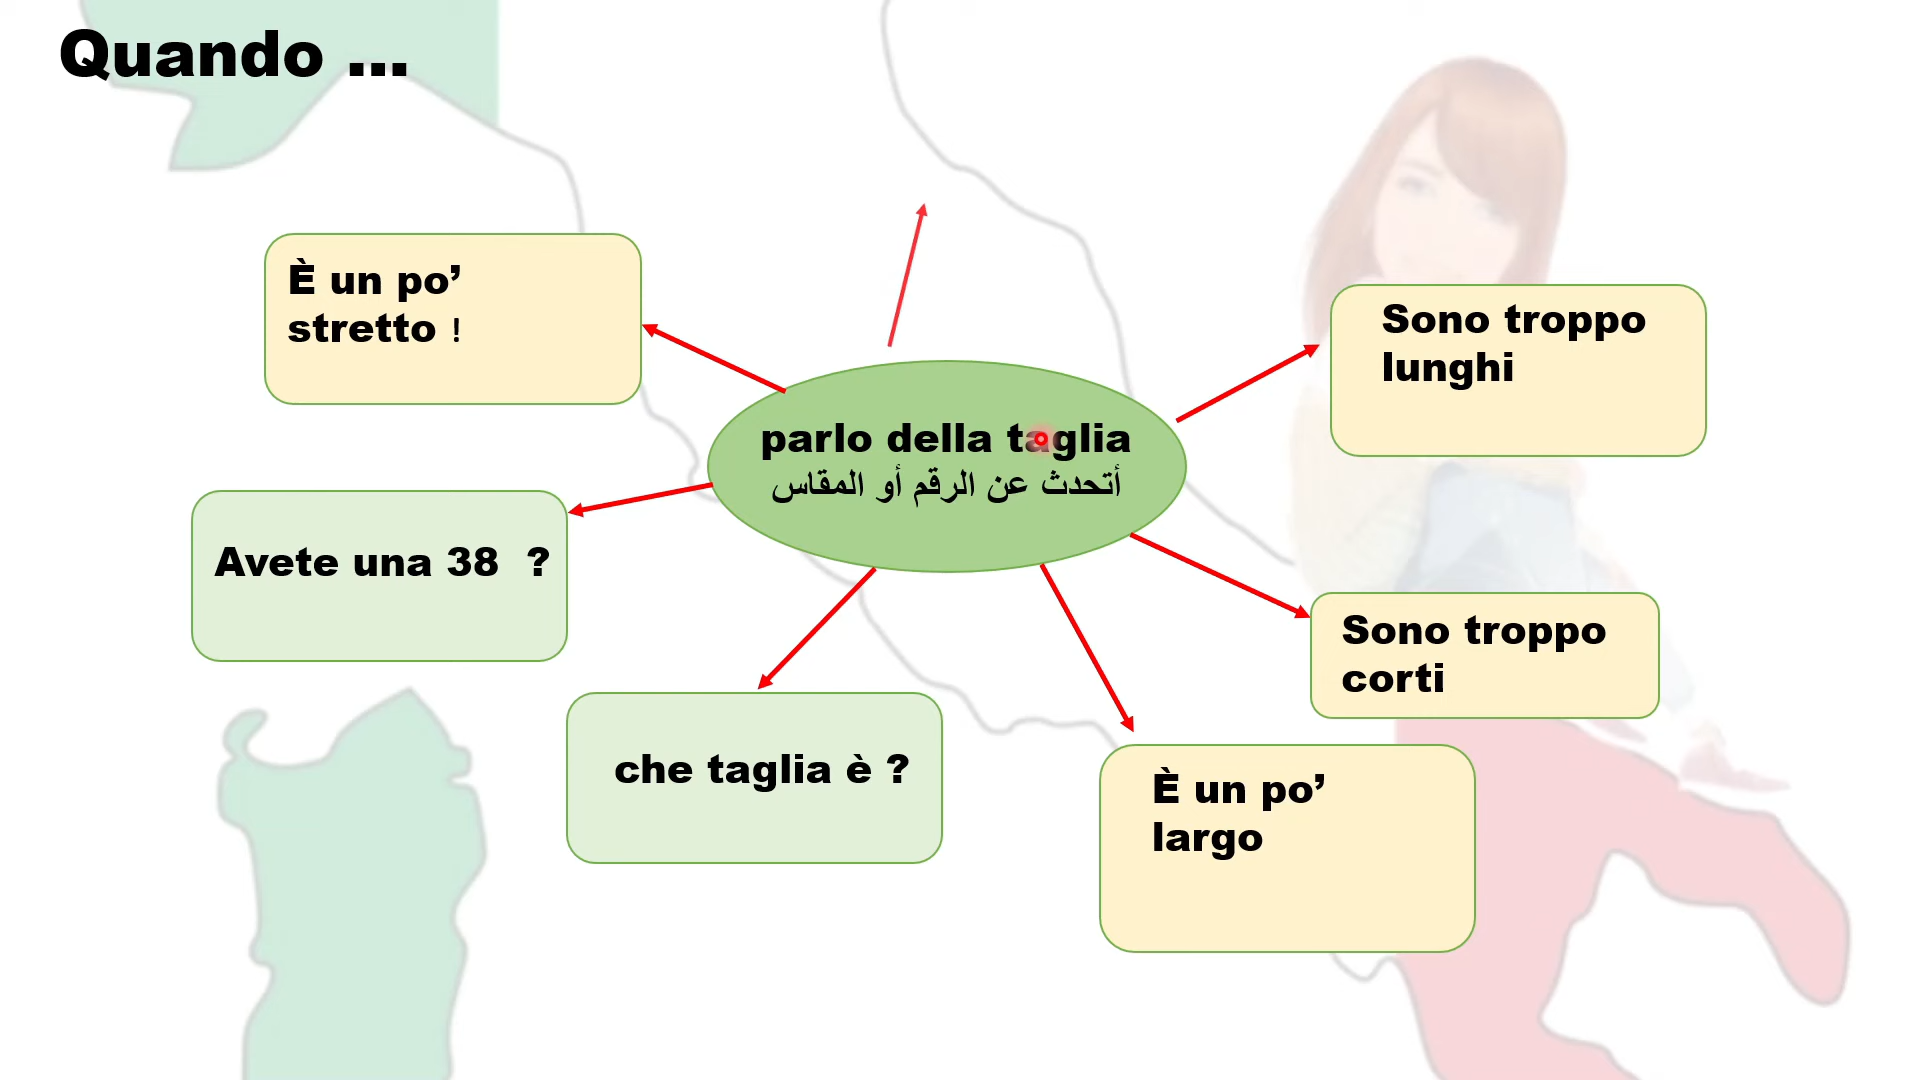 Quando ...
È un po’
stretto !
Sono troppo
lunghi
parlo della taglia
أتحدث عن الرقم أو المقاس
Avete una 38 ?
Sono troppo
corti
che taglia è ?
È un po’
largo